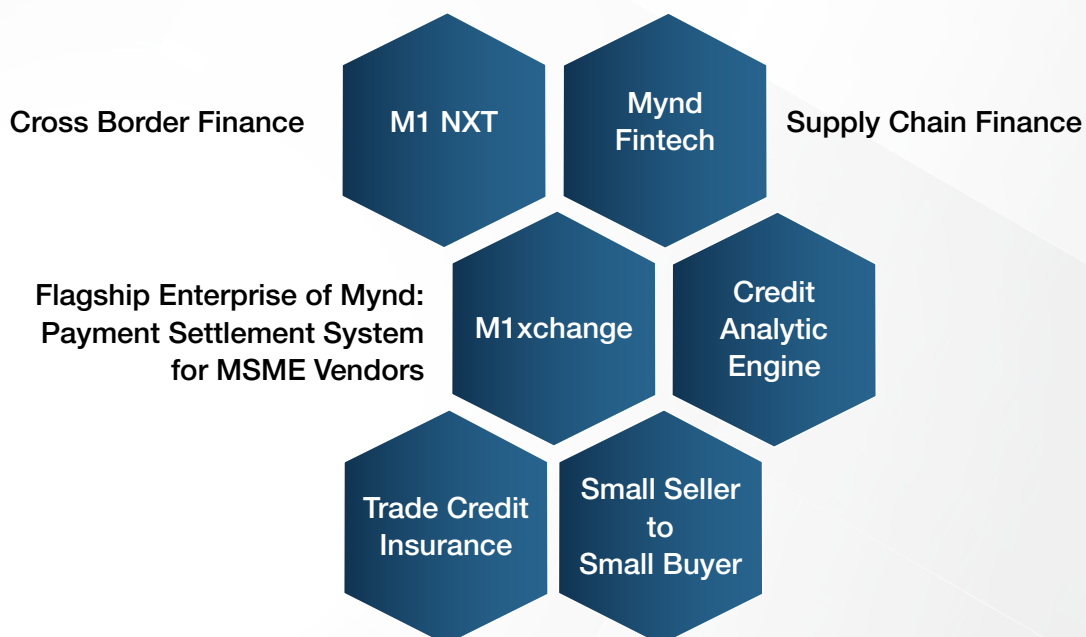 Cross Border Finance
M1 NXT
Mynd
Fintech
Supply Chain Finance
Flagship Enterprise of Mynd:
Payment Settlement System
for MSME Vendors
M1xchange
Credit
Analytic
Engine
Trade Credit
Insurance
Small Seller
to
Small Buyer